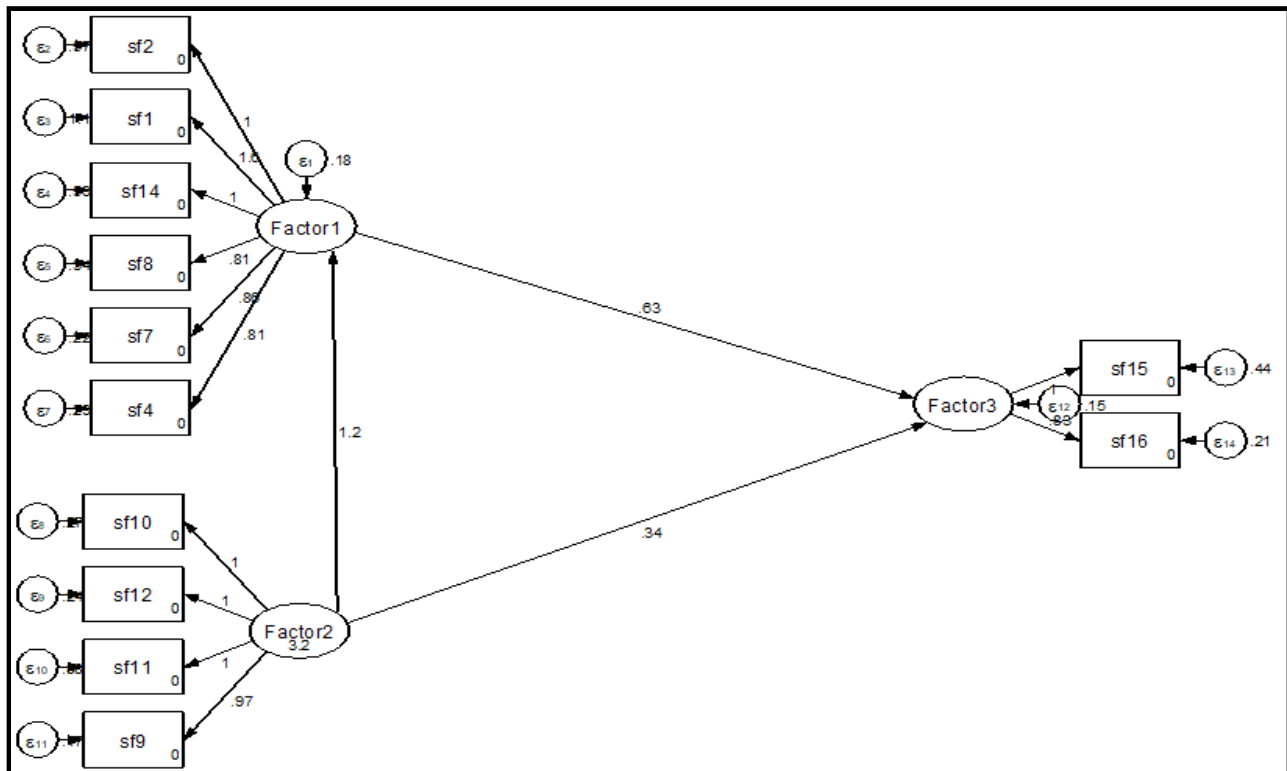 ε2 sf2 0
1
ε3 sf1 0
1.6
ε1 .18
ε4 sf14 0
1
Factor1
ε5 sf8 0
.81
ε6 sf7 0
.86
ε7 sf4 0
.81
.63
1.2
sf15 0 ε13 .44
1
Factor3
ε12 .15
.83
sf16 0 ε14 .21
ε8 sf10 0
1
.34
ε9 sf12 0
1
Factor2
3.2
ε10 sf11 0
1
ε11 sf9 0
.97